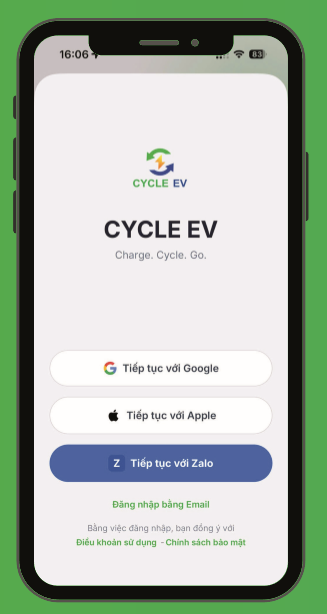 16:06
83
CYCLE EV
CYCLE EV
Charge. Cycle. Go.
G Tiếp tục với Google
Tiếp tục với Apple
Z Tiếp tục với Zalo
Đăng nhập bằng Email
Bằng việc đăng nhập, bạn đồng ý với
Điều khoản sử dụng - Chính sách bảo mật